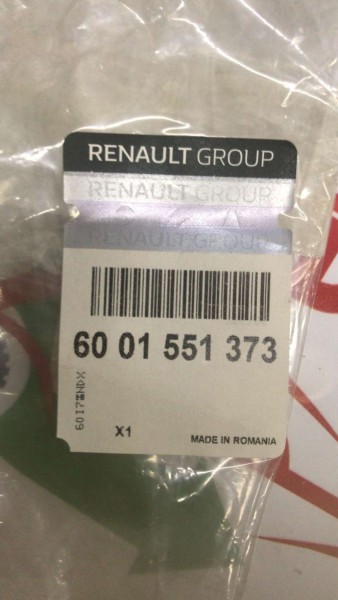 RENAULT GROUP
RENAULT GROUP
RENAULT GROUP
60 01 551 373
X1
MADE IN ROMANIA